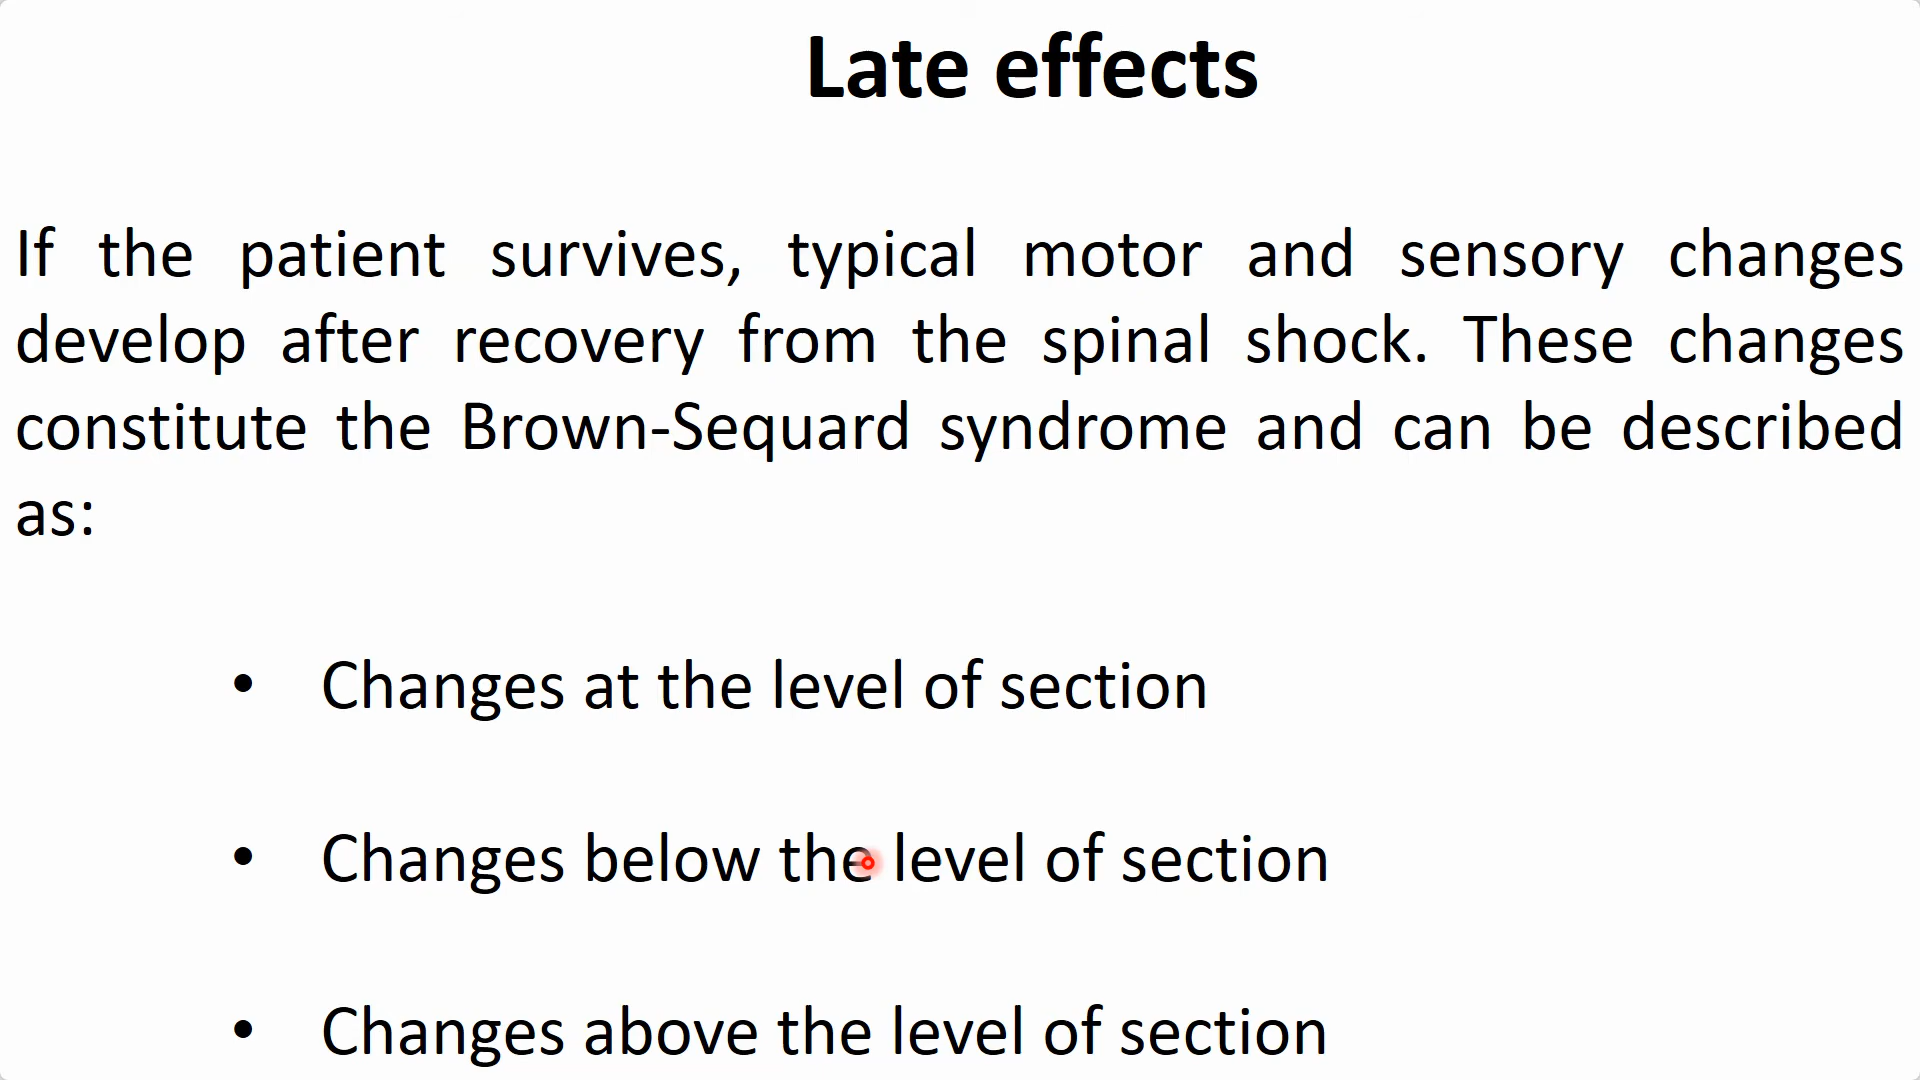 Late effects
If the patient survives, typical motor and sensory changes
develop after recovery from the spinal shock. These changes
constitute the Brown-Sequard syndrome and can be described
as:
• Changes at the level of section
• Changes below the level of section
• Changes above the level of section